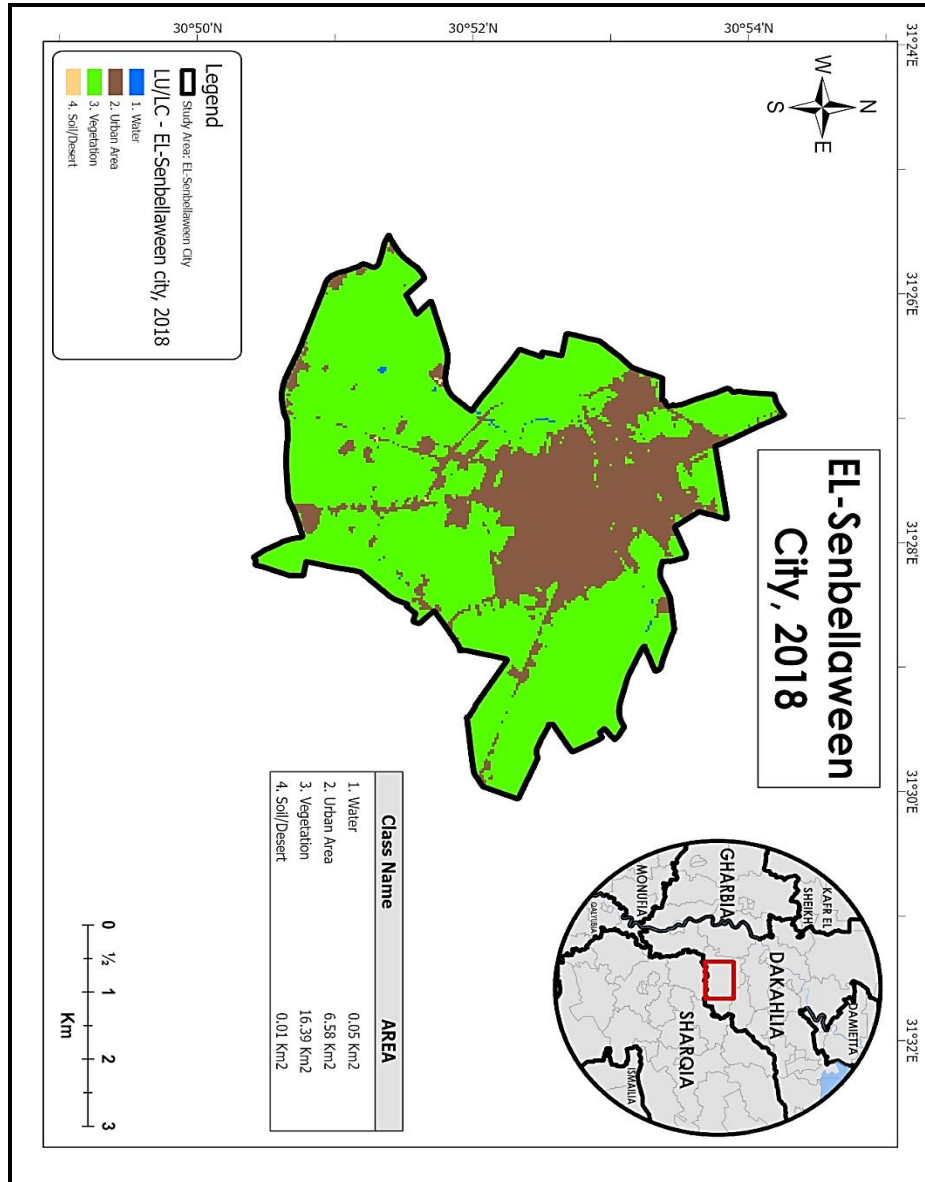 EL-Senbellaween
City, 2018
31°24'E
31°26'E
31°28'E
31°30'E
31°32'E
30°54'N
30°52'N
30°50'N
N
W
E
S
KAFR EL
SHEIKH
DAMIETTA
GHARBIA
DAKAHLIA
MONUFIA
QALYUBIA
SHARQIA
ISMAILIA
Legend
Study Area: EL-Senbellaween City
LU/LC - EL-Senbellaween city, 2018
1. Water
2. Urban Area
3. Vegetation
4. Soil/Desert
Class Name AREA
1. Water 0.05 Km2
2. Urban Area 6.58 Km2
3. Vegetation 16.39 Km2
4. Soil/Desert 0.01 Km2
0 ½ 1 2 3
Km